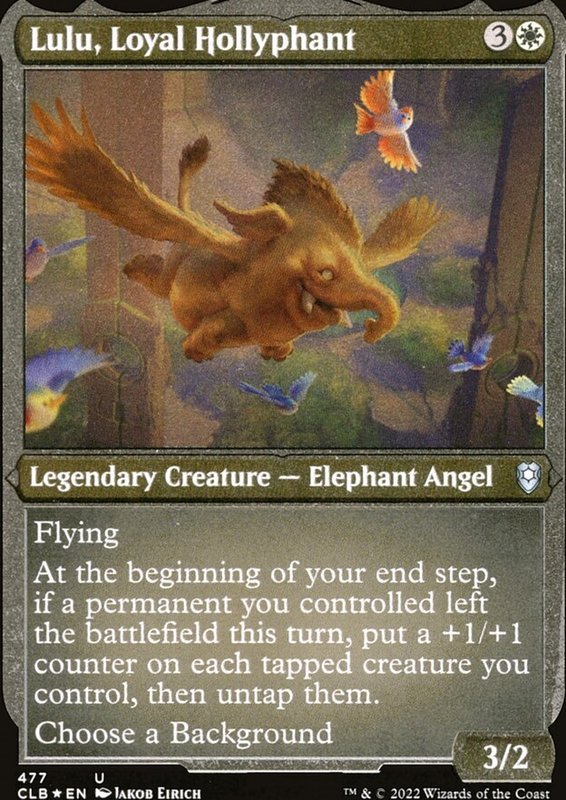 Lulu, Loyal Hollyphant 3
Legendary Creature — Elephant Angel
Flying
At the beginning of your end step,
if a permanent you controlled left
the battlefield this turn, put a +1/+1
counter on each tapped creature you
control, then untap them.
Choose a Background
3/2
477 U
CLB★EN Jakob Eirich ™ & © 2022 Wizards of the Coast